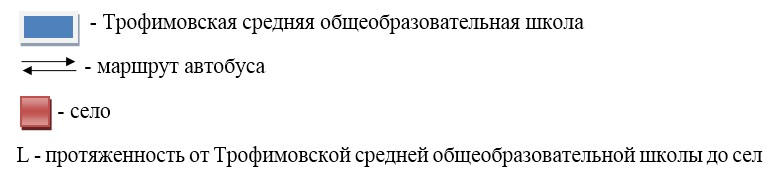 - Трофимовская средняя общеобразовательная школа
- маршрут автобуса
- село
L - протяженность от Трофимовской средней общеобразовательной школы до сел